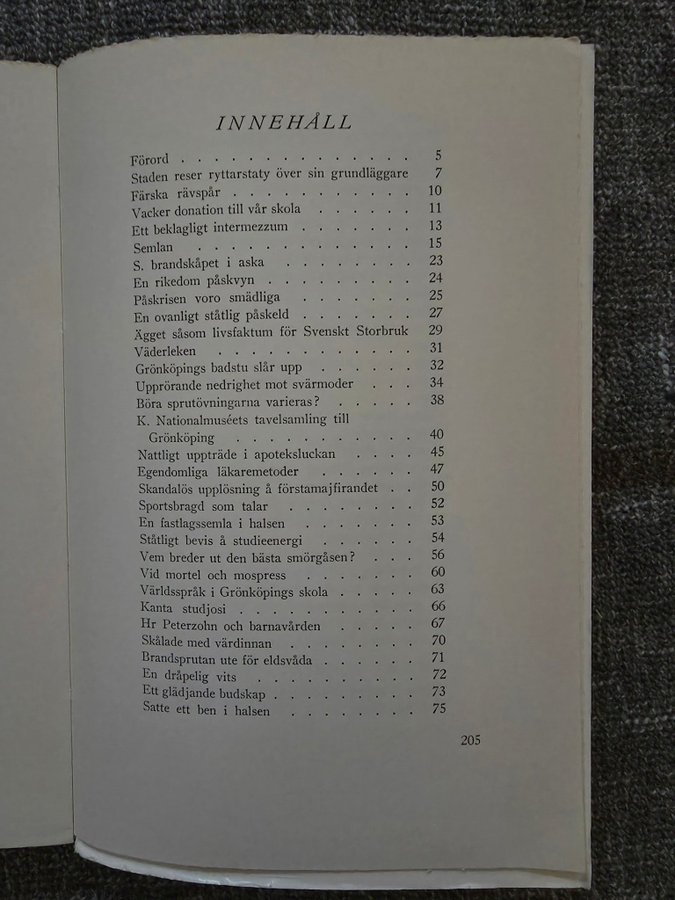 INNEHÅLL
Förord . . . . . . . . . . . . . . 5
Staden reser ryttarstaty över sin grundläggare 7
Färska rävspår . . . . . . . . . . . 10
Vacker donation till vår skola . . . . . . 11
Ett beklagligt intermezzum . . . . . . . 13
Semlan . . . . . . . . . . . . . 15
S. brandskåpet i aska . . . . . . . . 23
En rikedom påskvyn . . . . . . . . . 24
Påskrisen voro smädliga . . . . . . . 25
En ovanligt ståtlig påskeld . . . . . . . 27
Ägget såsom livsfaktum för Svenskt Storbruk 29
Väderleken . . . . . . . . . . . . 31
Grönköpings badstu slår upp . . . . . . 32
Upprörande nedrighet mot svärmoder . . . 34
Böra sprutövningarna varieras? . . . . . 38
K. Nationalmuséets tavelsamling till
Grönköping . . . . . . . . . . . 40
Nattligt uppträde i apoteksluckan . . . . 45
Egendomliga läkaremetoder . . . . . . 47
Skandalös upplösning å förstamajfirandet . . 50
Sportsbragd som talar . . . . . . . . 52
En fastlagssemla i halsen . . . . . . . 53
Ståtligt bevis å studieenergi . . . . . . 54
Vem breder ut den bästa smörgåsen? . . . 56
Vid mortel och mospress . . . . . . . 60
Världsspråk i Grönköpings skola . . . . . 63
Kanta studjosi . . . . . . . . . . . 66
Hr Peterzohn och barnavården . . . . . 67
Skålade med värdinnan . . . . . . . . 70
Brandsprutan ute för eldsvåda . . . . . . 71
En dråpelig vits . . . . . . . . . . 72
Ett glädjande budskap . . . . . . . . . 73
Satte ett ben i halsen . . . . . . . . 75
205